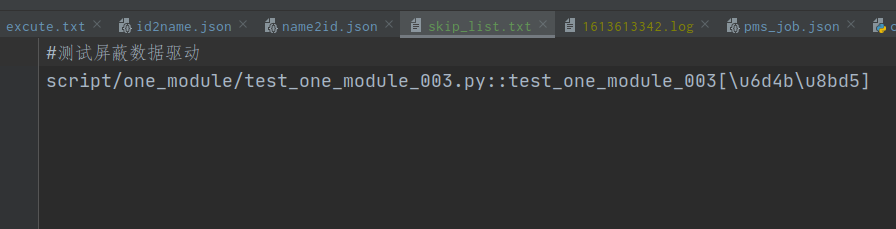 excute.txt id2name.json name2id.json skip_list.txt 1613613342.log pms_job.json
#测试屏蔽数据驱动
script/one_module/test_one_module_003.py::test_one_module_003[\u6d4b\u8bd5]